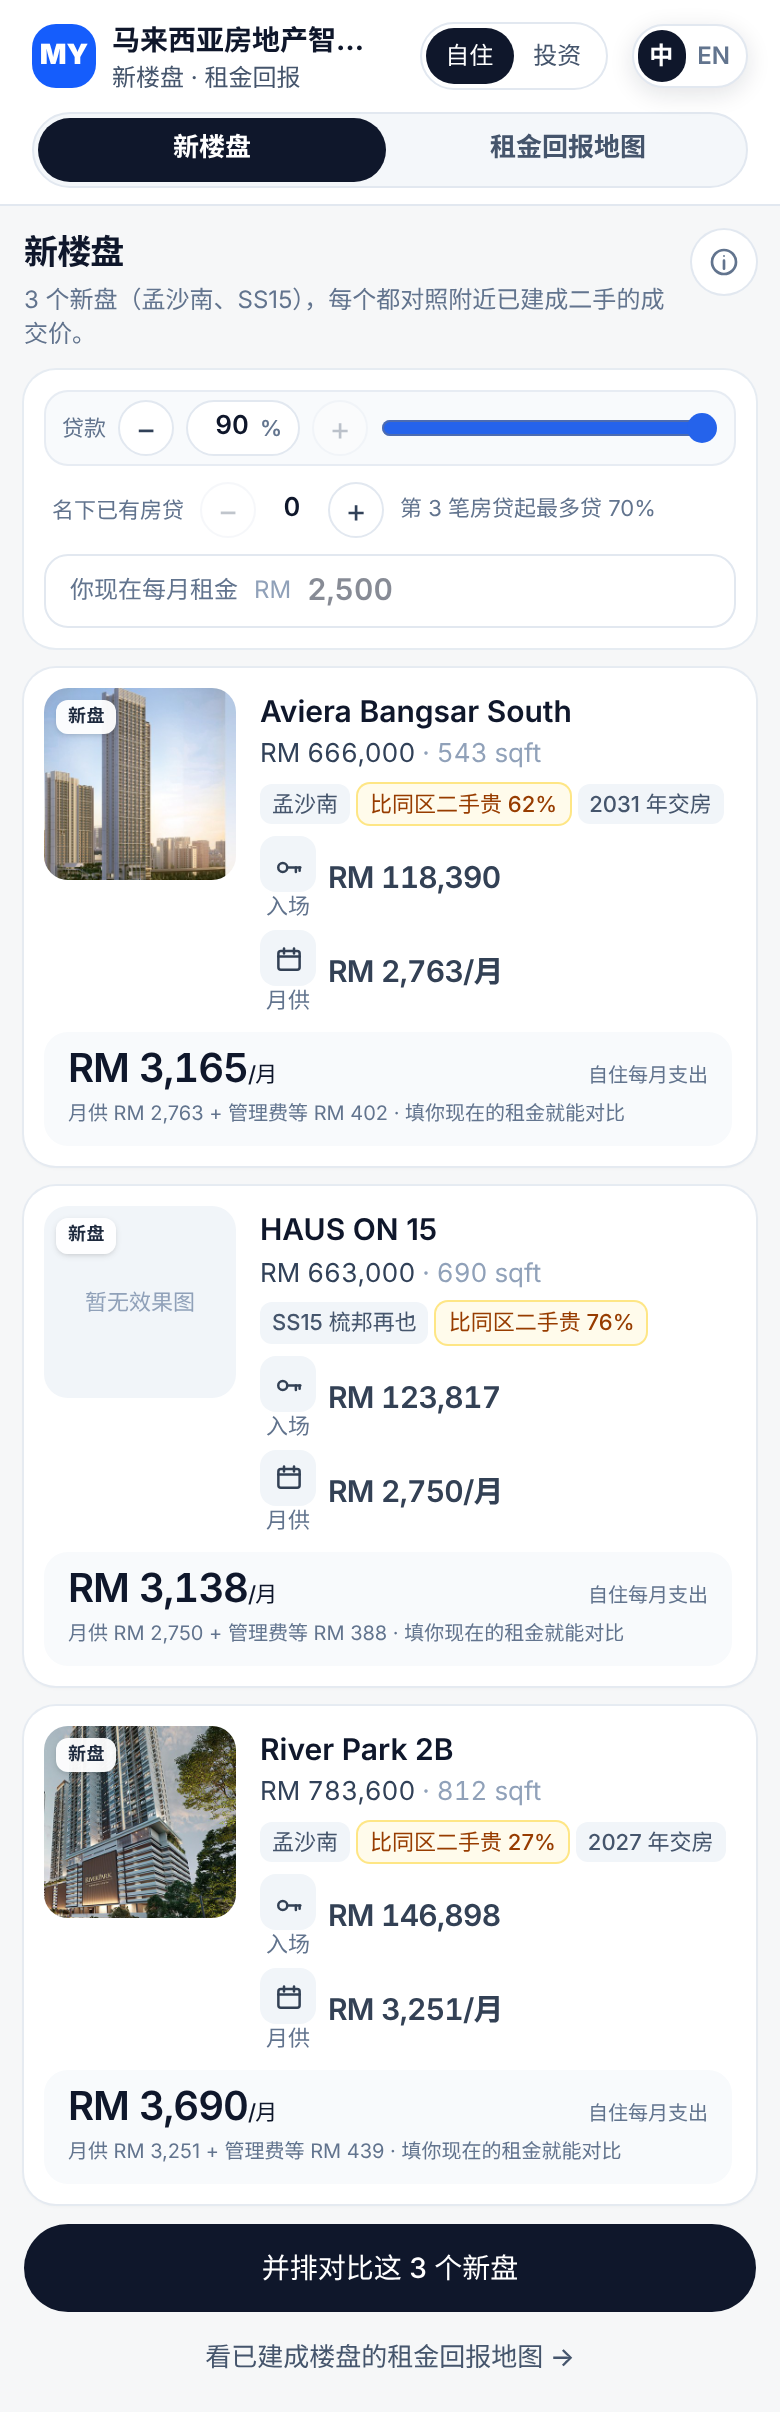 MY
马来西亚房地产智...
新楼盘 · 租金回报
自住 投资
中 EN
新楼盘 租金回报地图
新楼盘
3 个新盘（孟沙南、SS15），每个都对照附近已建成二手的成
交价。
贷款 − 90 % +
名下已有房贷 − 0 + 第 3 笔房贷起最多贷 70%
你现在每月租金 RM 2,500
新盘
Aviera Bangsar South
RM 666,000 · 543 sqft
孟沙南 比同区二手贵 62% 2031 年交房
RM 118,390
入场
RM 2,763/月
月供
RM 3,165/月 自住每月支出
月供 RM 2,763 + 管理费等 RM 402 · 填你现在的租金就能对比
新盘
暂无效果图
HAUS ON 15
RM 663,000 · 690 sqft
SS15 梳邦再也 比同区二手贵 76%
RM 123,817
入场
RM 2,750/月
月供
RM 3,138/月 自住每月支出
月供 RM 2,750 + 管理费等 RM 388 · 填你现在的租金就能对比
新盘
RIVERPARK
River Park 2B
RM 783,600 · 812 sqft
孟沙南 比同区二手贵 27% 2027 年交房
RM 146,898
入场
RM 3,251/月
月供
RM 3,690/月 自住每月支出
月供 RM 3,251 + 管理费等 RM 439 · 填你现在的租金就能对比
并排对比这 3 个新盘
看已建成楼盘的租金回报地图 →